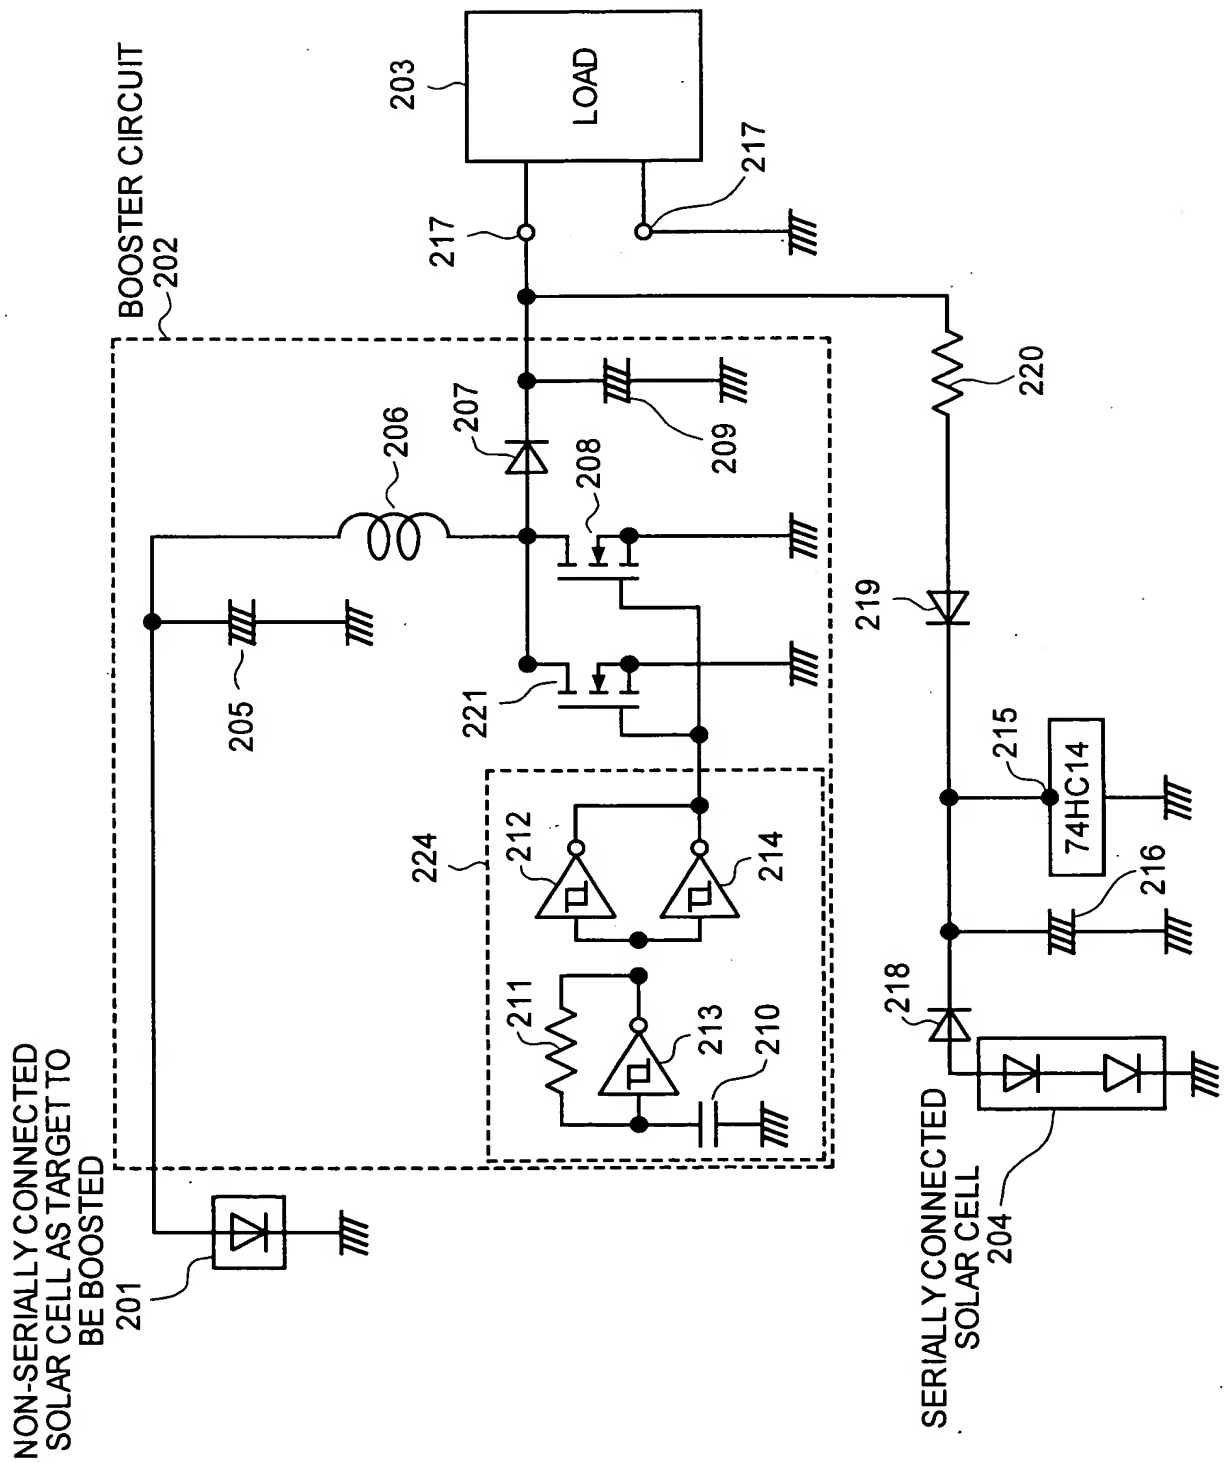 NON-SERIALLY CONNECTED
SOLAR CELL AS TARGET TO
BE BOOSTED
201
BOOSTER CIRCUIT
202
205
206
207
208
209
221
224
211
213
210
212
214
217
217
203
LOAD
SERIALLY CONNECTED
SOLAR CELL
204
218
216
215
74HC14
219
220